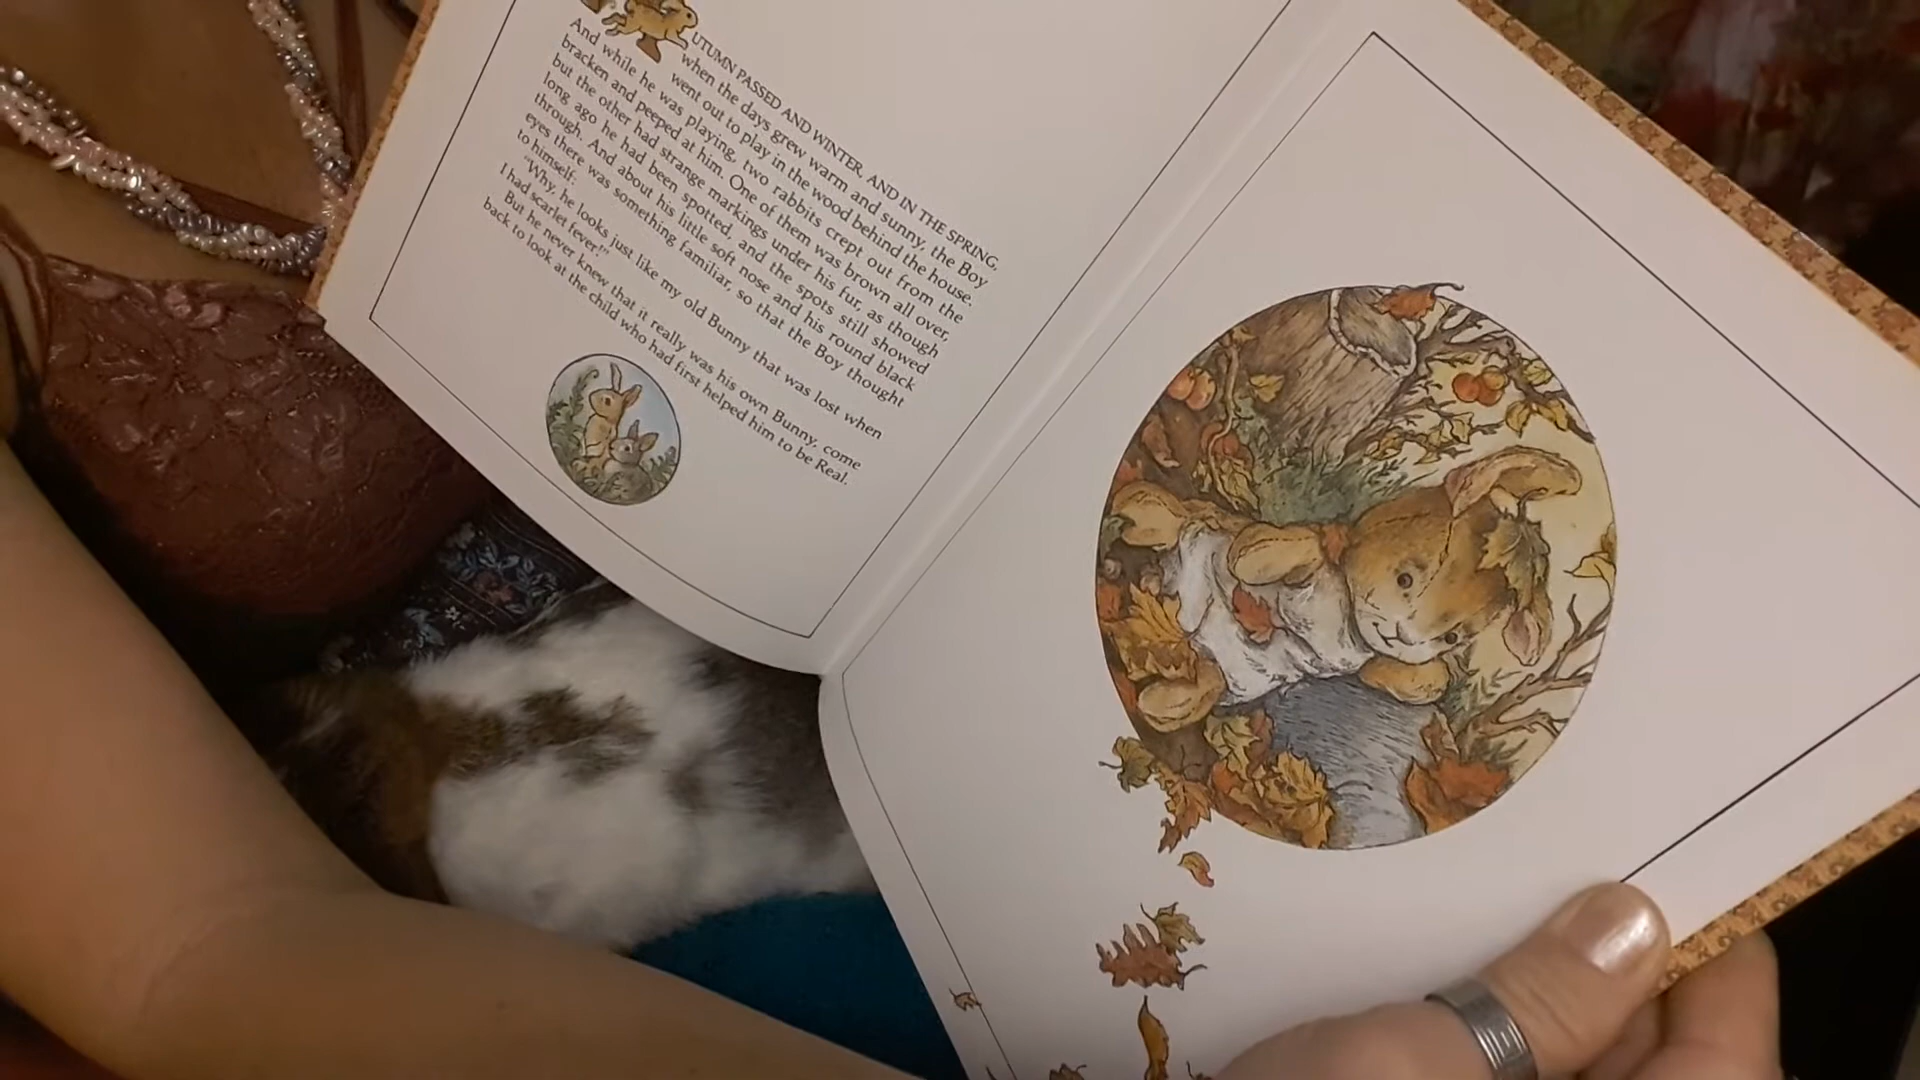 UTUMN PASSED AND WINTER, AND IN THE SPRING,
when the days grew warm and sunny, the Boy
went out to play in the wood behind the house.
And while he was playing, two rabbits crept out from the
bracken and peeped at him. One of them was brown all over,
but the other had strange markings under his fur, as though
long ago he had been spotted, and the spots still showed
through. And about his little soft nose and his round black
eyes there was something familiar, so that the Boy thought
to himself:
"Why, he looks just like my old Bunny that was lost when
I had scarlet fever!"
But he never knew that it really was his own Bunny, come
back to look at the child who had first helped him to be Real.